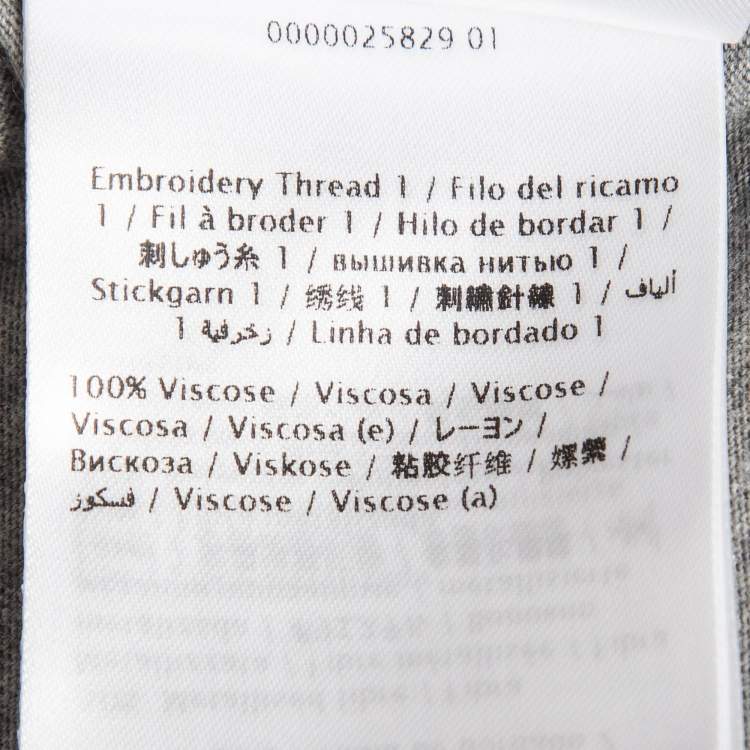 0000025829 01
Embroidery Thread 1 / Filo del ricamo
1 / Fil à broder 1 / Hilo de bordar 1 /
刺しゅう糸 1 / вышивка нитью 1 /
Stickgarn 1 / 绣线 1 / 刺繡針線 1 / ألياف
زخرفية 1 / Linha de bordado 1
100% Viscose / Viscosa / Viscose /
Viscosa / Viscosa (e) / レーヨン /
Вискоза / Viskose / 粘胶纤维 / 嫘縈 /
فسكوز / Viscose / Viscose (a)